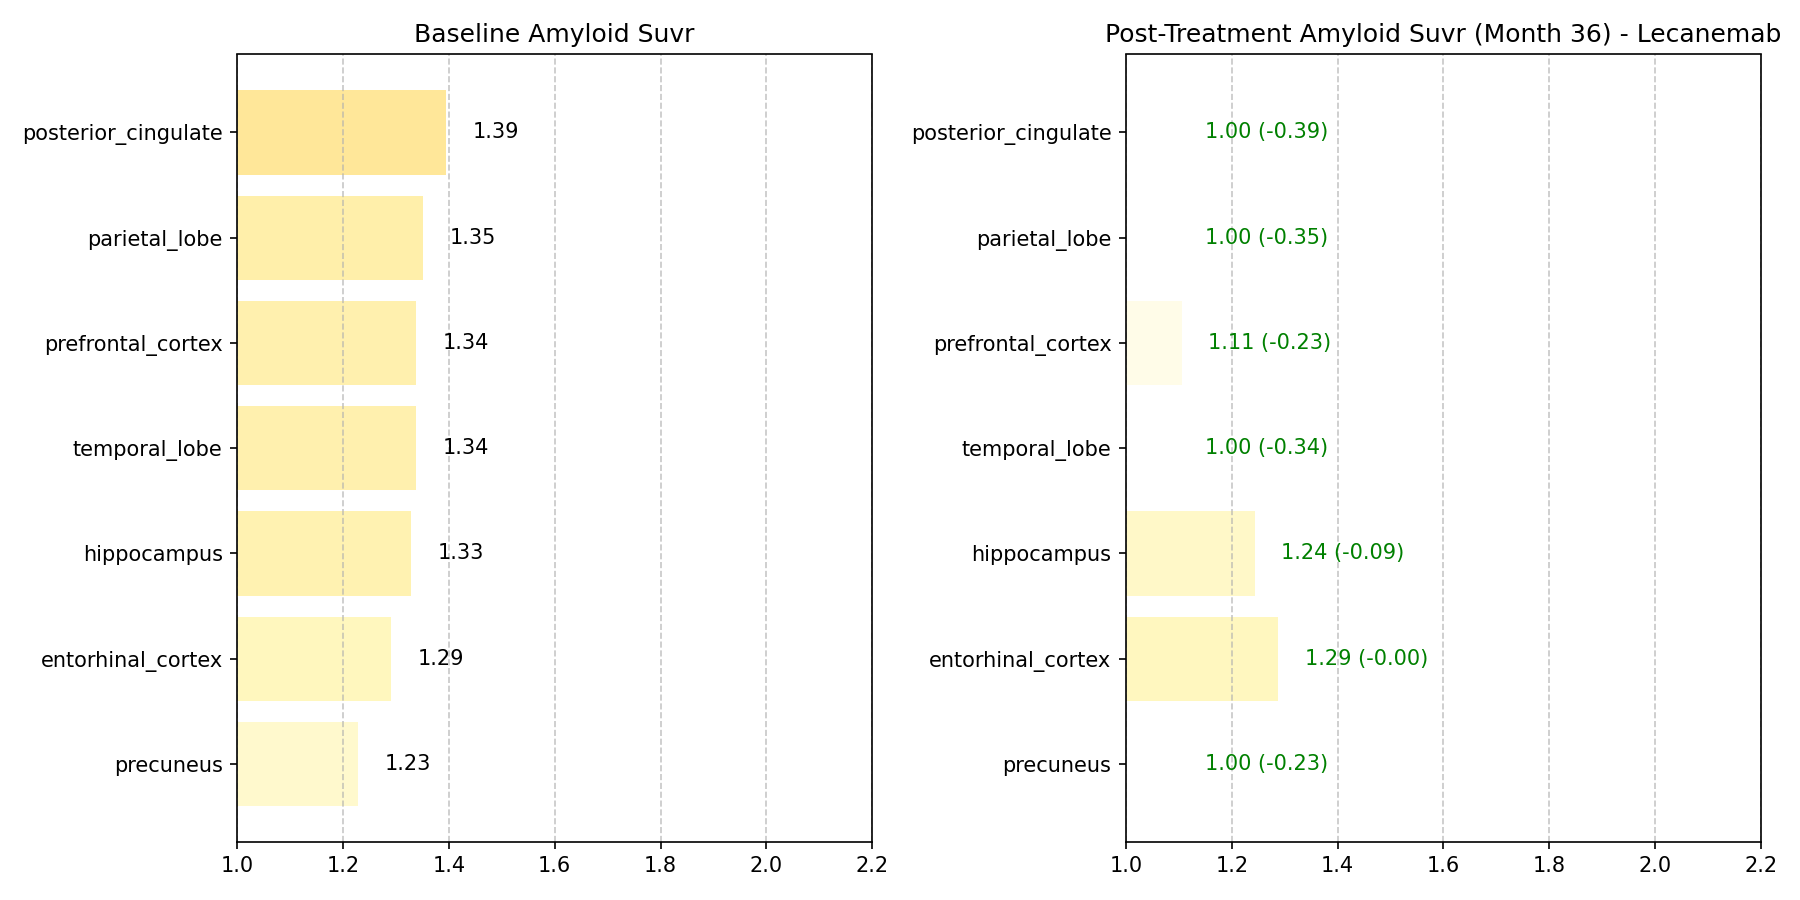 Baseline Amyloid Suvr
posterior_cingulate 1.39
parietal_lobe 1.35
prefrontal_cortex 1.34
temporal_lobe 1.34
hippocampus 1.33
entorhinal_cortex 1.29
precuneus 1.23
1.0 1.2 1.4 1.6 1.8 2.0 2.2
Post-Treatment Amyloid Suvr (Month 36) - Lecanemab
posterior_cingulate 1.00 (-0.39)
parietal_lobe 1.00 (-0.35)
prefrontal_cortex 1.11 (-0.23)
temporal_lobe 1.00 (-0.34)
hippocampus 1.24 (-0.09)
entorhinal_cortex 1.29 (-0.00)
precuneus 1.00 (-0.23)
1.0 1.2 1.4 1.6 1.8 2.0 2.2